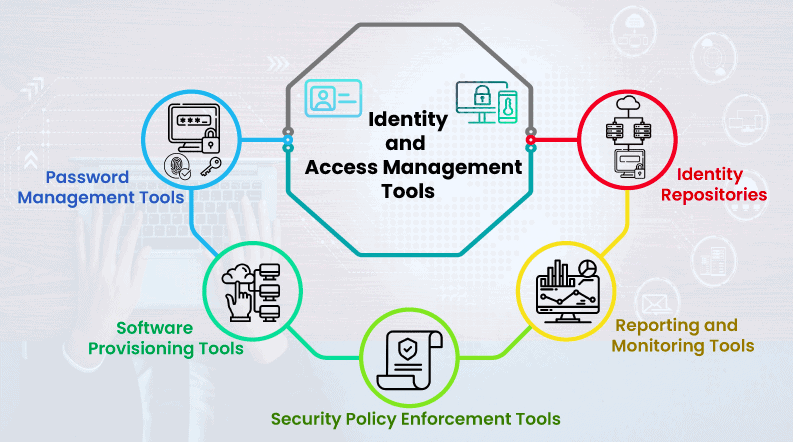 Identity
and
Access Management
Tools
Password
Management Tools
Software
Provisioning Tools
Security Policy Enforcement Tools
Reporting and
Monitoring Tools
Identity
Repositories